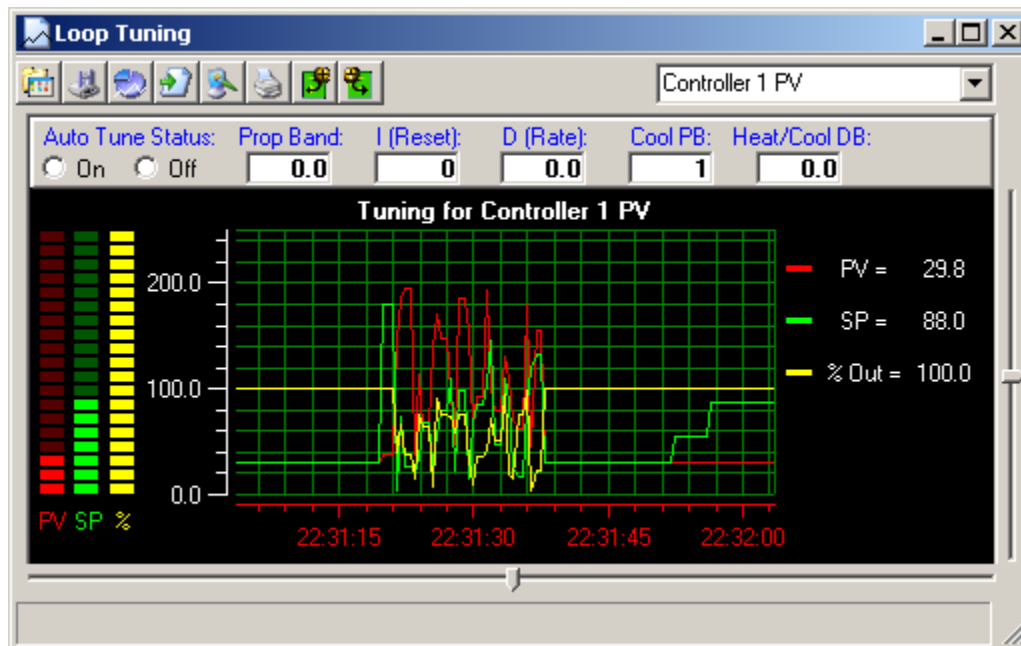 Loop Tuning
Controller 1 PV
Auto Tune Status: Prop Band: I (Reset): D (Rate): Cool PB: Heat/Cool DB:
On Off 0.0 0 0.0 1 0.0
Tuning for Controller 1 PV
200.0
100.0
0.0
PV = 29.8
SP = 88.0
% Out = 100.0
PV SP %
22:31:15 22:31:30 22:31:45 22:32:00